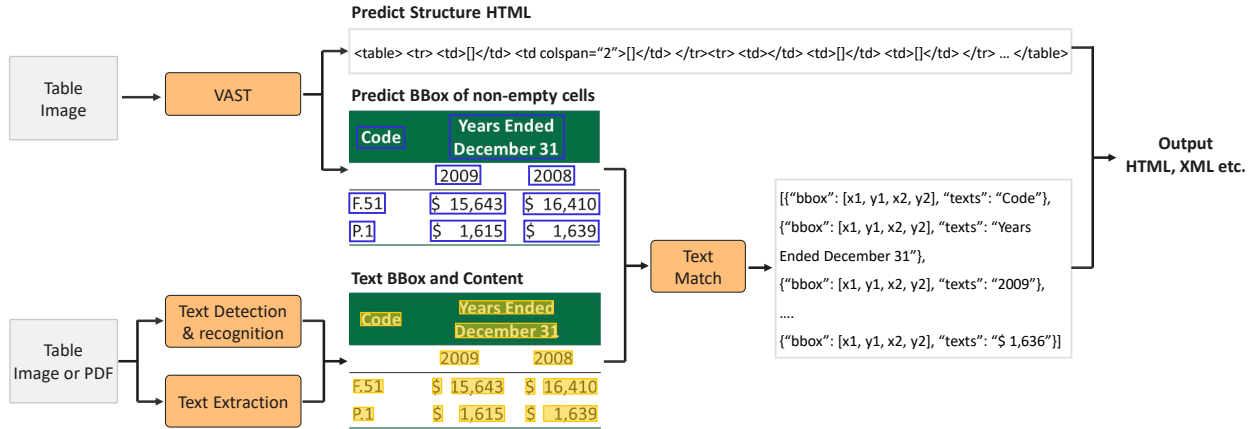 Predict Structure HTML
<table> <tr> <td>[]</td> <td colspan=“2”>[]</td> </tr><tr> <td></td> <td>[]</td> <td>[]</td> </tr> ... </table>
Table
Image
VAST
Predict BBox of non-empty cells
Code
Years Ended
December 31
2009 2008
F.51 $ 15,643 $ 16,410
P.1 $ 1,615 $ 1,639
Output
HTML, XML etc.
Text BBox and Content
Code
Years Ended
December 31
2009 2008
F.51 $ 15,643 $ 16,410
P.1 $ 1,615 $ 1,639
Table
Image or PDF
Text Detection
& recognition
Text Extraction
Text
Match
[{“bbox”: [x1, y1, x2, y2], “texts”: “Code”},
{“bbox”: [x1, y1, x2, y2], “texts”: “Years
Ended December 31”},
{“bbox”: [x1, y1, x2, y2], “texts”: “2009”},
....
{“bbox”: [x1, y1, x2, y2], “texts”: “$ 1,636”}]